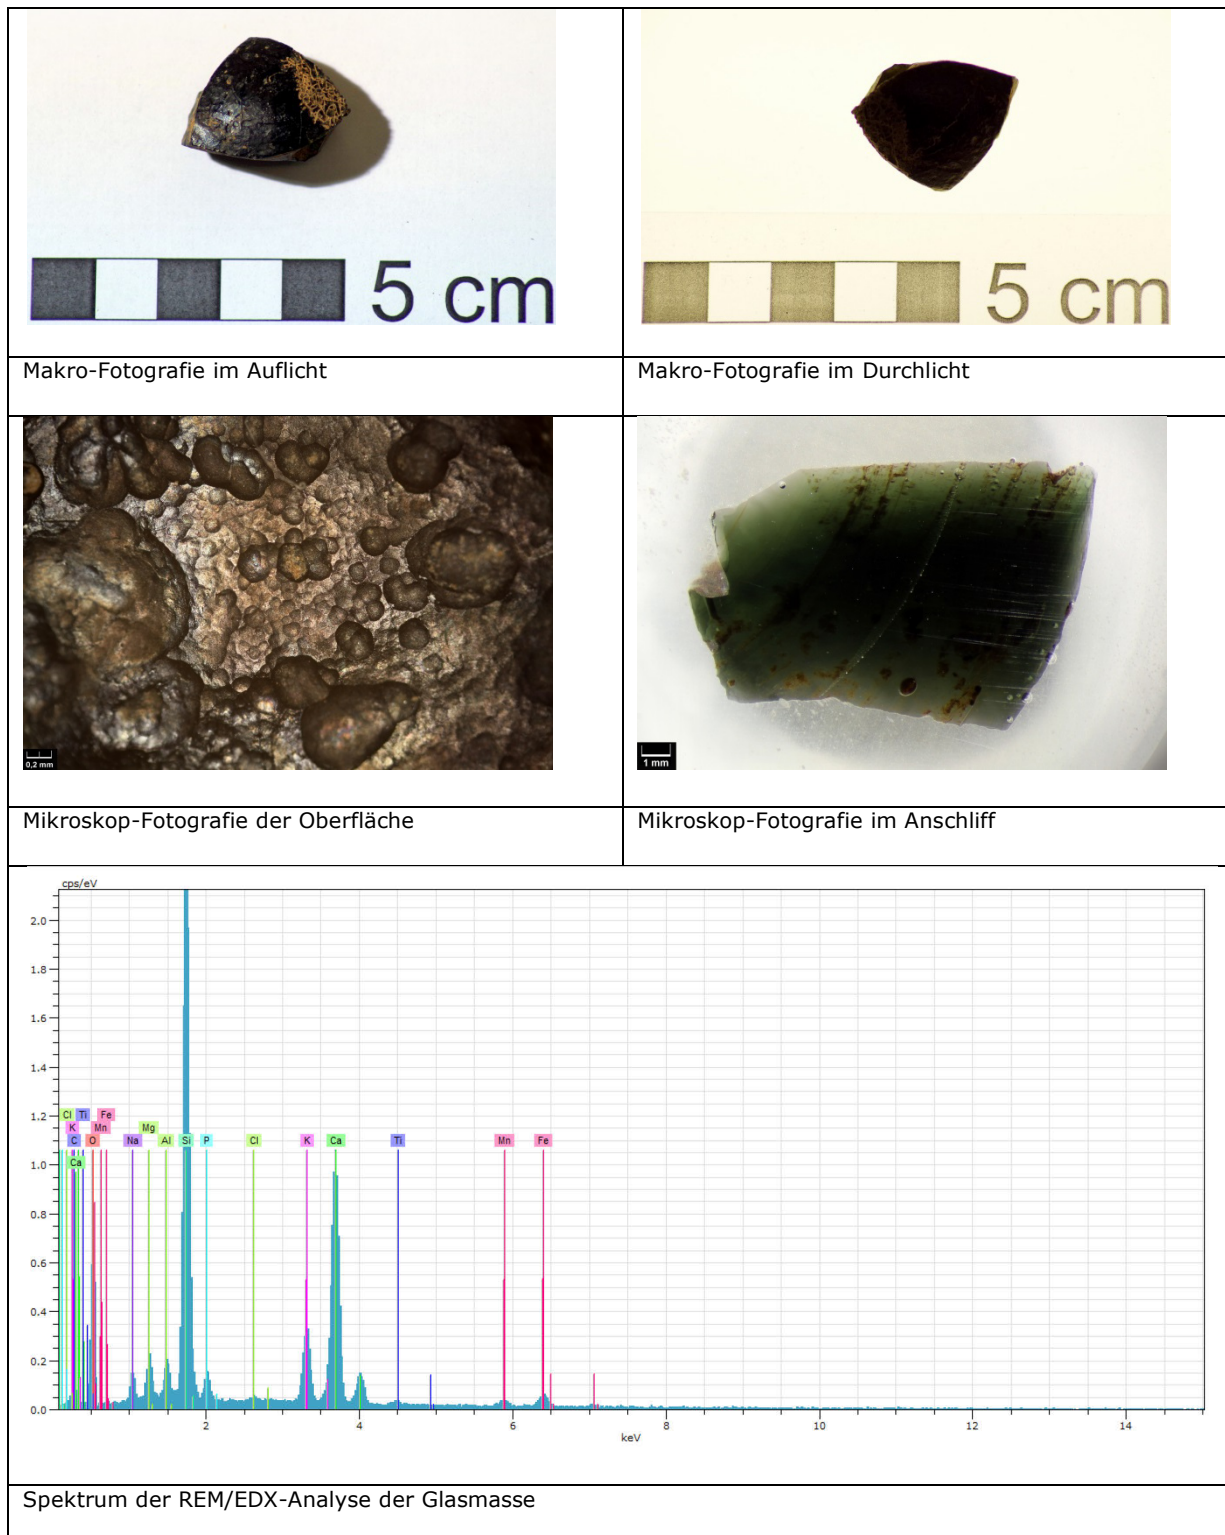 5 cm
5 cm
Makro-Fotografie im Auflicht
Makro-Fotografie im Durchlicht
0,2 mm
1 mm
Mikroskop-Fotografie der Oberfläche
Mikroskop-Fotografie im Anschliff
cps/eV
2.0
1.8
1.6
1.4
1.2
1.0
0.8
0.6
0.4
0.2
0.0
Cl Ti Fe
K Mn Mg
C O Na Al Si P Cl K Ca Ti Mn Fe
Ca
2 4 6 8 10 12 14
keV
Spektrum der REM/EDX-Analyse der Glasmasse